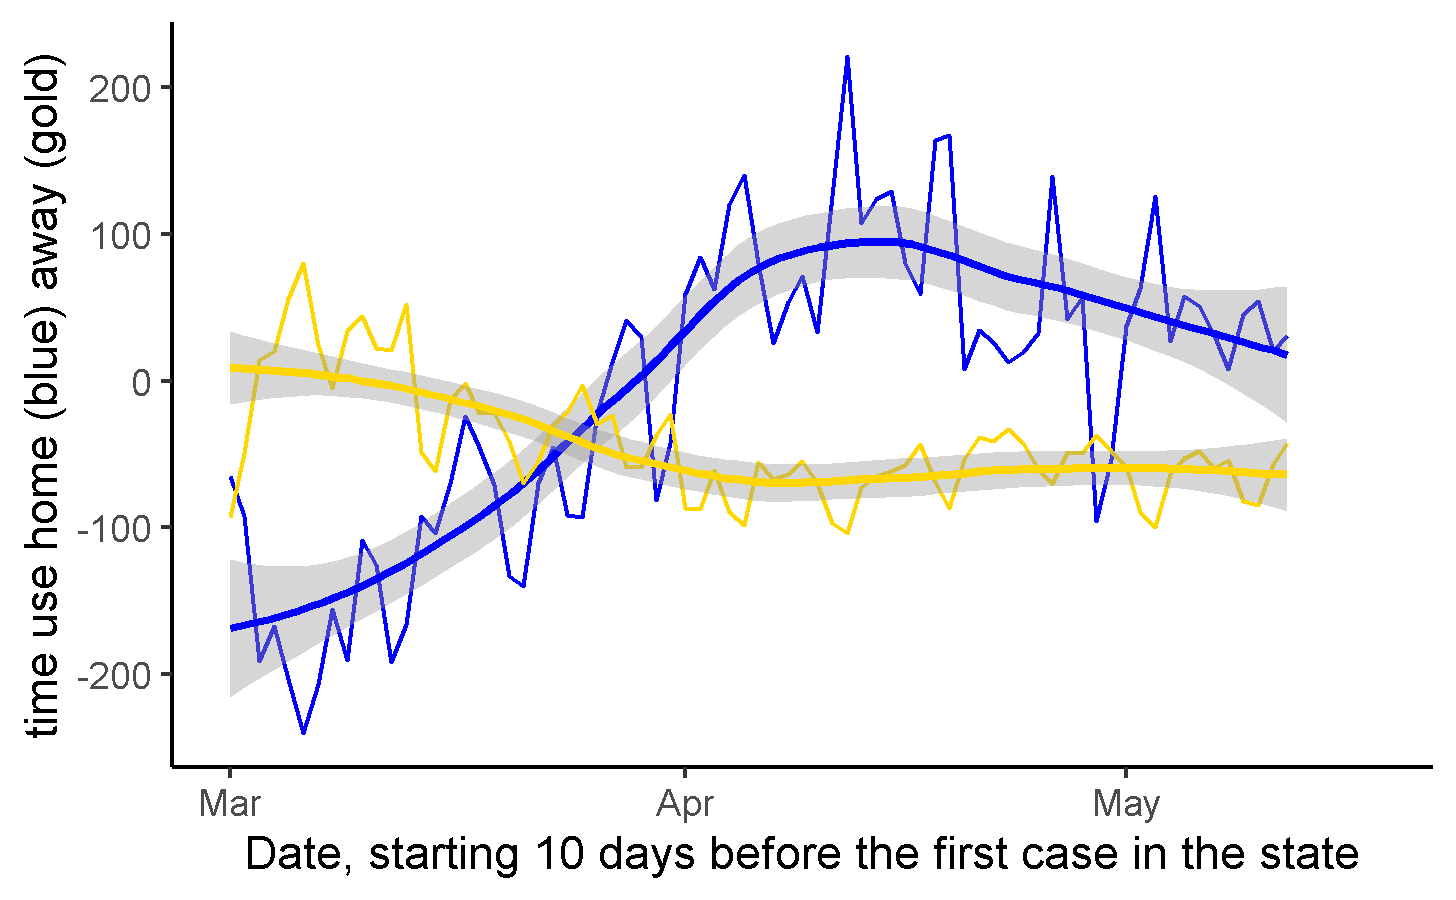 time use home (blue) away (gold)
200
100
0
-100
-200
Mar
Apr
May
Date, starting 10 days before the first case in the state